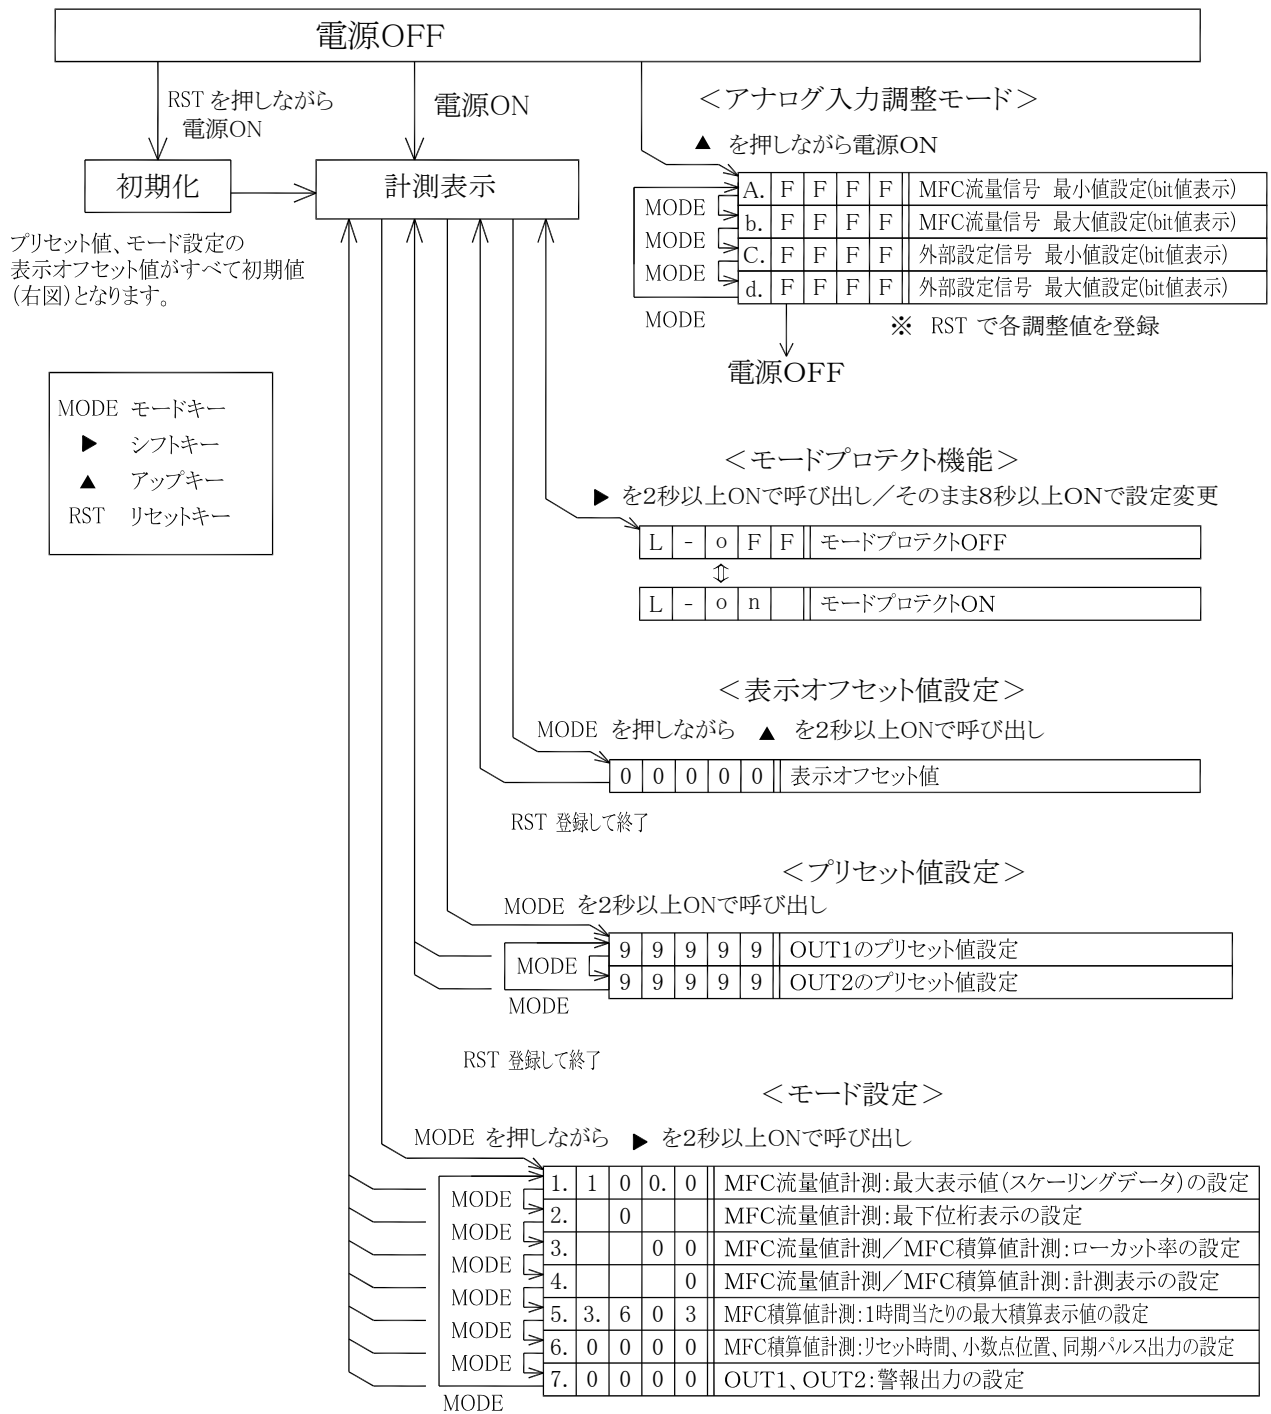 電源OFF
RST を押しながら
電源ON
電源ON
＜アナログ入力調整モード＞
▲ を押しながら電源ON
初期化
計測表示
プリセット値、モード設定の
表示オフセット値がすべて初期値
(右図)となります。
A. F F F F MFC流量信号 最小値設定(bit値表示)
MODE
b. F F F F MFC流量信号 最大値設定(bit値表示)
MODE
C. F F F F 外部設定信号 最小値設定(bit値表示)
MODE
d. F F F F 外部設定信号 最大値設定(bit値表示)
MODE
※ RST で各調整値を登録
電源OFF
MODE モードキー
▶ シフトキー
▲ アップキー
RST リセットキー
＜モードプロテクト機能＞
▶ を2秒以上ONで呼び出し／そのまま8秒以上ONで設定変更
L - o F F モードプロテクトOFF
⇕
L - o n モードプロテクトON
＜表示オフセット値設定＞
MODE を押しながら ▲ を2秒以上ONで呼び出し
0 0 0 0 0 表示オフセット値
RST 登録して終了
＜プリセット値設定＞
MODE を2秒以上ONで呼び出し
9 9 9 9 9 OUT1のプリセット値設定
MODE
9 9 9 9 9 OUT2のプリセット値設定
MODE
RST 登録して終了
＜モード設定＞
MODE を押しながら ▶ を2秒以上ONで呼び出し
1. 1 0 0. 0 MFC流量値計測:最大表示値(スケーリングデータ)の設定
MODE
2. 0 MFC流量値計測:最下位桁表示の設定
MODE
3. 0 0 MFC流量値計測／MFC積算値計測:ローカット率の設定
MODE
4. 0 MFC流量値計測／MFC積算値計測:計測表示の設定
MODE
5. 3. 6 0 3 MFC積算値計測:1時間当たりの最大積算表示値の設定
MODE
6. 0 0 0 0 MFC積算値計測:リセット時間、小数点位置、同期パルス出力の設定
MODE
7. 0 0 0 0 OUT1、OUT2:警報出力の設定
MODE